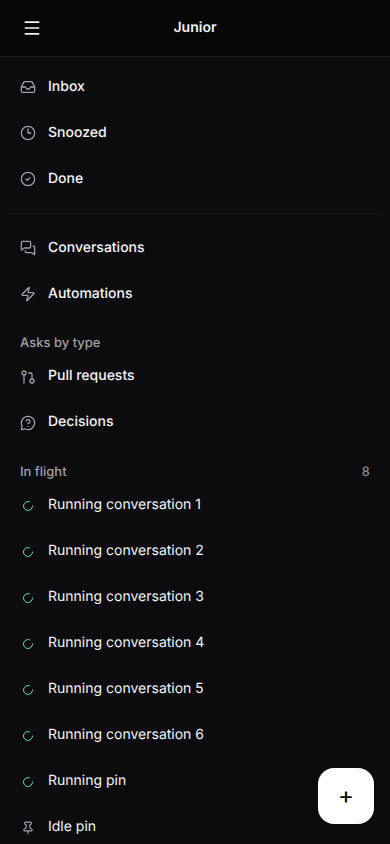 Junior
Inbox
Snoozed
Done
Conversations
Automations
Asks by type
Pull requests
Decisions
In flight 8
Running conversation 1
Running conversation 2
Running conversation 3
Running conversation 4
Running conversation 5
Running conversation 6
Running pin
+
Idle pin